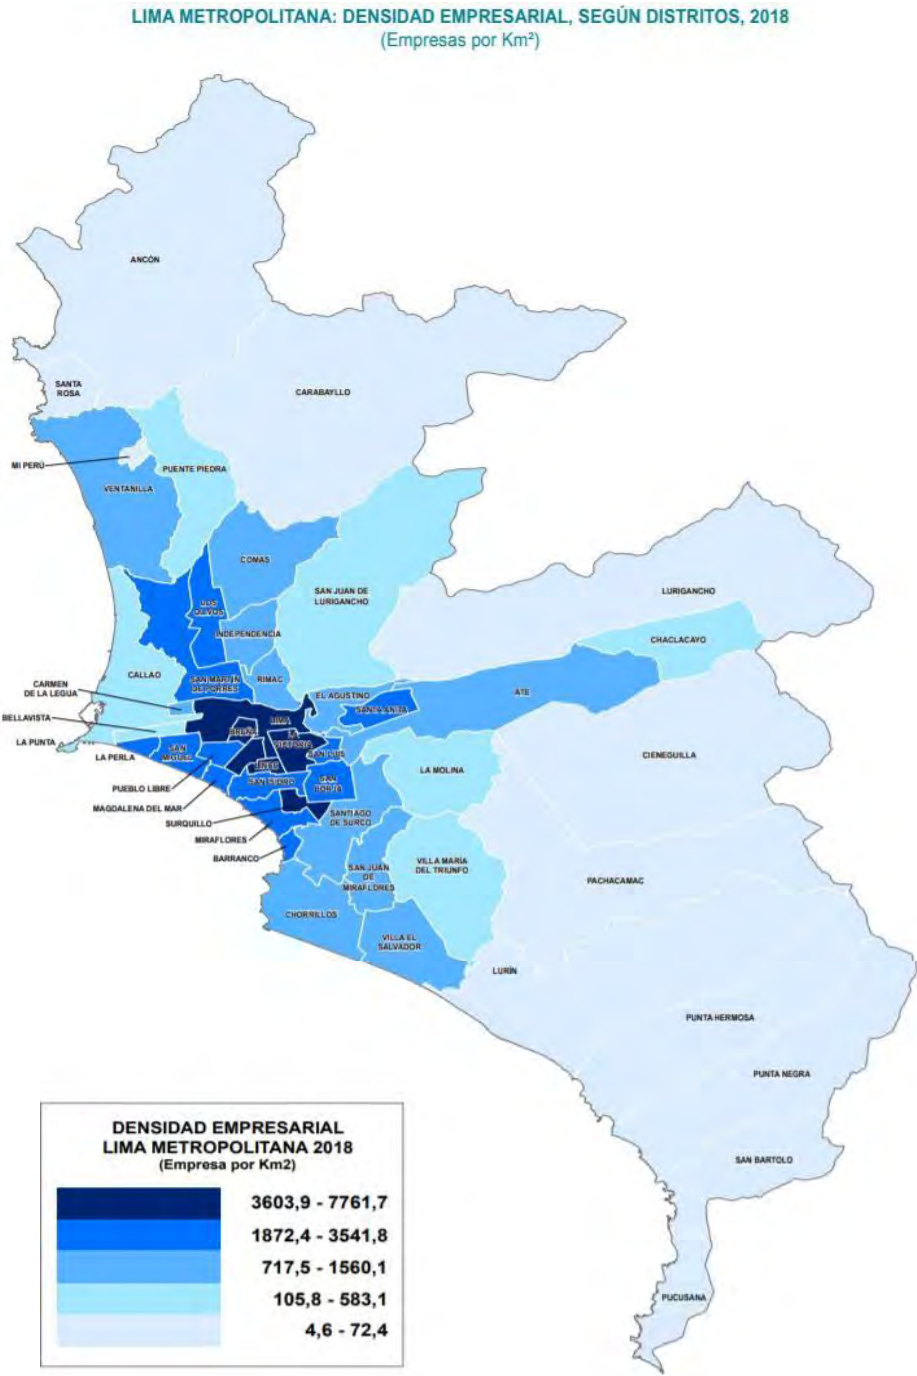 LIMA METROPOLITANA: DENSIDAD EMPRESARIAL, SEGÚN DISTRITOS, 2018
(Empresas por Km²)
ANCÓN
SANTA
ROSA
CARABAYLLO
MI PERÚ
PUENTE PIEDRA
VENTANILLA
COMAS
SAN JUAN DE
LURIGANCHO
LURIGANCHO
LOS
OLIVOS
INDEPENDENCIA
CHACLACAYO
CALLAO
SAN MARTIN
DE PORRES
RIMAC
CARMEN
DE LA LEGUA
EL AGUSTINO
SANTA ANITA
ATE
BELLAVISTA
LIMA
BREÑA
LA
VICTORIA
LA PUNTA
LA PERLA
SAN
MIGUEL
SAN LUIS
CIENEGUILLA
LINCE
LA MOLINA
SAN ISIDRO
SAN
BORJA
PUEBLO LIBRE
MAGDALENA DEL MAR
SURQUILLO
SANTIAGO
DE SURCO
MIRAFLORES
BARRANCO
VILLA MARÍA
DEL TRIUNFO
SAN JUAN
DE
MIRAFLORES
PACHACAMAC
CHORRILLOS
VILLA EL
SALVADOR
LURÍN
PUNTA HERMOSA
PUNTA NEGRA
SAN BARTOLO
PUCUSANA
DENSIDAD EMPRESARIAL
LIMA METROPOLITANA 2018
(Empresa por Km2)
3603,9 - 7761,7
1872,4 - 3541,8
717,5 - 1560,1
105,8 - 583,1
4,6 - 72,4